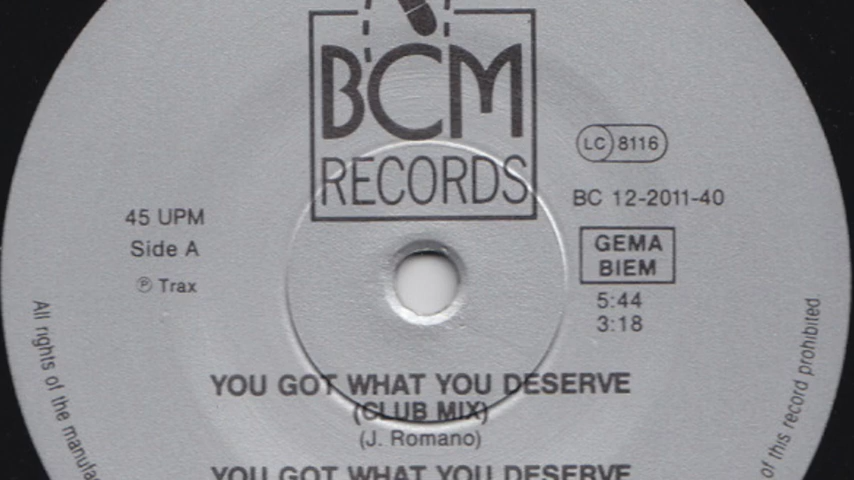 BCM
RECORDS
LC 8116
BC 12-2011-40
GEMA
BIEM
5:44
3:18
45 UPM
Side A
Ⓟ Trax
YOU GOT WHAT YOU DESERVE
(CLUB MIX)
(J. Romano)
YOU GOT WHAT YOU DESERVE
All rights of the
of this record prohibited